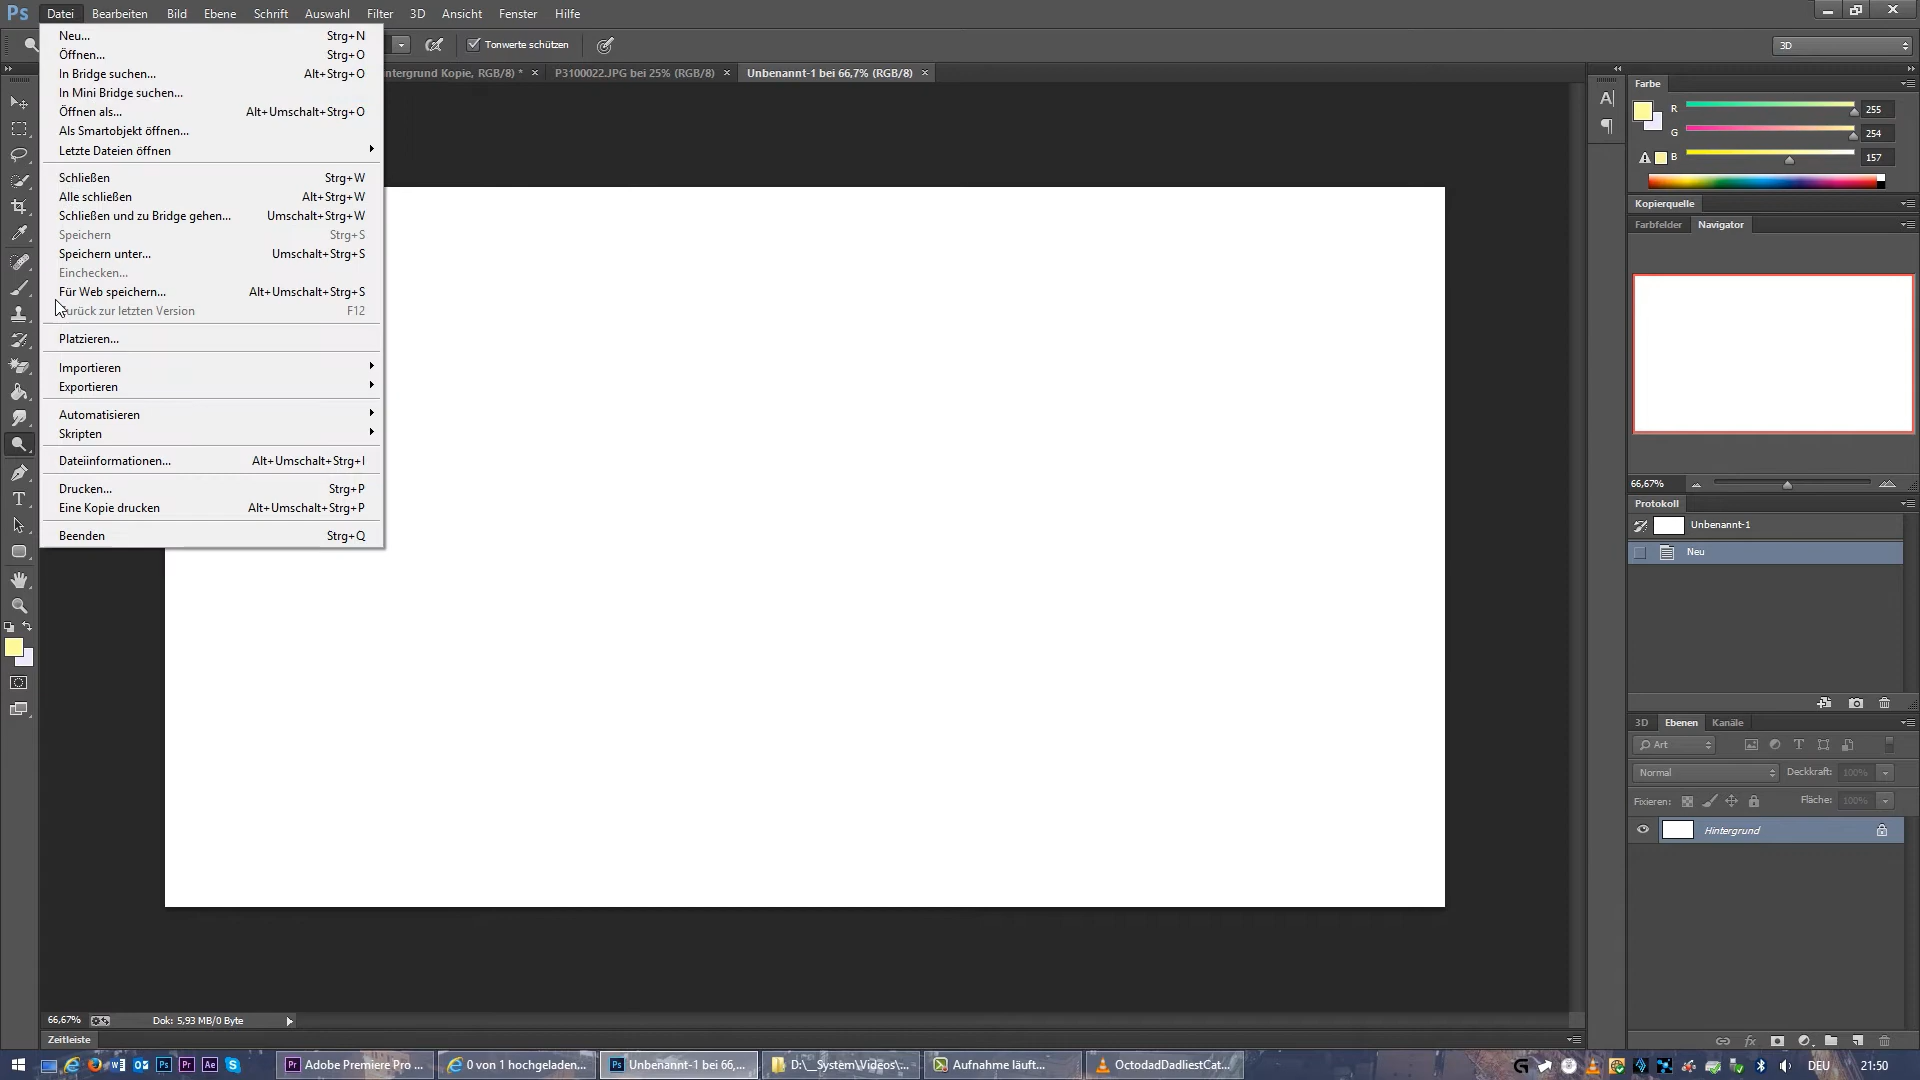 Ps Datei Bearbeiten Bild Ebene Schrift Auswahl Filter 3D Ansicht Fenster Hilfe
Tonwerte schützen
3D
intergrund Kopie, RGB/8) * × P3100022.JPG bei 25% (RGB/8) × Unbenannt-1 bei 66,7% (RGB/8) ×
Neu... Strg+N
Öffnen... Strg+O
In Bridge suchen... Alt+Strg+O
In Mini Bridge suchen...
Öffnen als... Alt+Umschalt+Strg+O
Als Smartobjekt öffnen...
Letzte Dateien öffnen
Schließen Strg+W
Alle schließen Alt+Strg+W
Schließen und zu Bridge gehen... Umschalt+Strg+W
Speichern Strg+S
Speichern unter... Umschalt+Strg+S
Einchecken...
Für Web speichern... Alt+Umschalt+Strg+S
urück zur letzten Version F12
Platzieren...
Importieren
Exportieren
Automatisieren
Skripten
Dateiinformationen... Alt+Umschalt+Strg+I
Drucken... Strg+P
Eine Kopie drucken Alt+Umschalt+Strg+P
Beenden Strg+Q
Farbe
R 255
G 254
B 157
Kopierquelle
Farbfelder Navigator
66,67%
Protokoll
Unbenannt-1
Neu
3D Ebenen Kanäle
Art
Normal Deckkraft: 100%
Fixieren: Fläche: 100%
Hintergrund
66,67% Dok: 5,93 MB/0 Byte
Zeitleiste
Adobe Premiere Pro ... 0 von 1 hochgeladen... Unbenannt-1 bei 66,... D:\__System\Videos\... Aufnahme läuft... OctodadDadliestCat... DEU 21:50